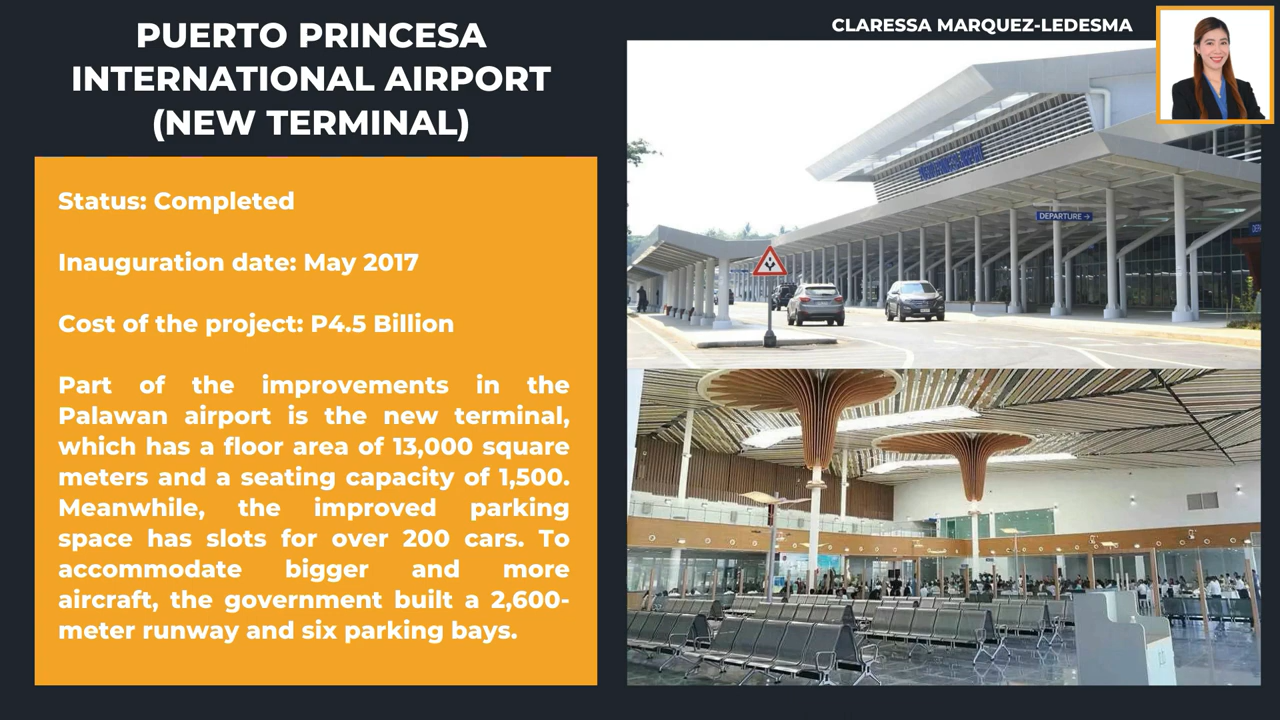 PUERTO PRINCESA
INTERNATIONAL AIRPORT
(NEW TERMINAL)
CLARESSA MARQUEZ-LEDESMA
Status: Completed
Inauguration date: May 2017
Cost of the project: P4.5 Billion
Part of the improvements in the
Palawan airport is the new terminal,
which has a floor area of 13,000 square
meters and a seating capacity of 1,500.
Meanwhile, the improved parking
space has slots for over 200 cars. To
accommodate bigger and more
aircraft, the government built a 2,600-
meter runway and six parking bays.
DEPARTURE →